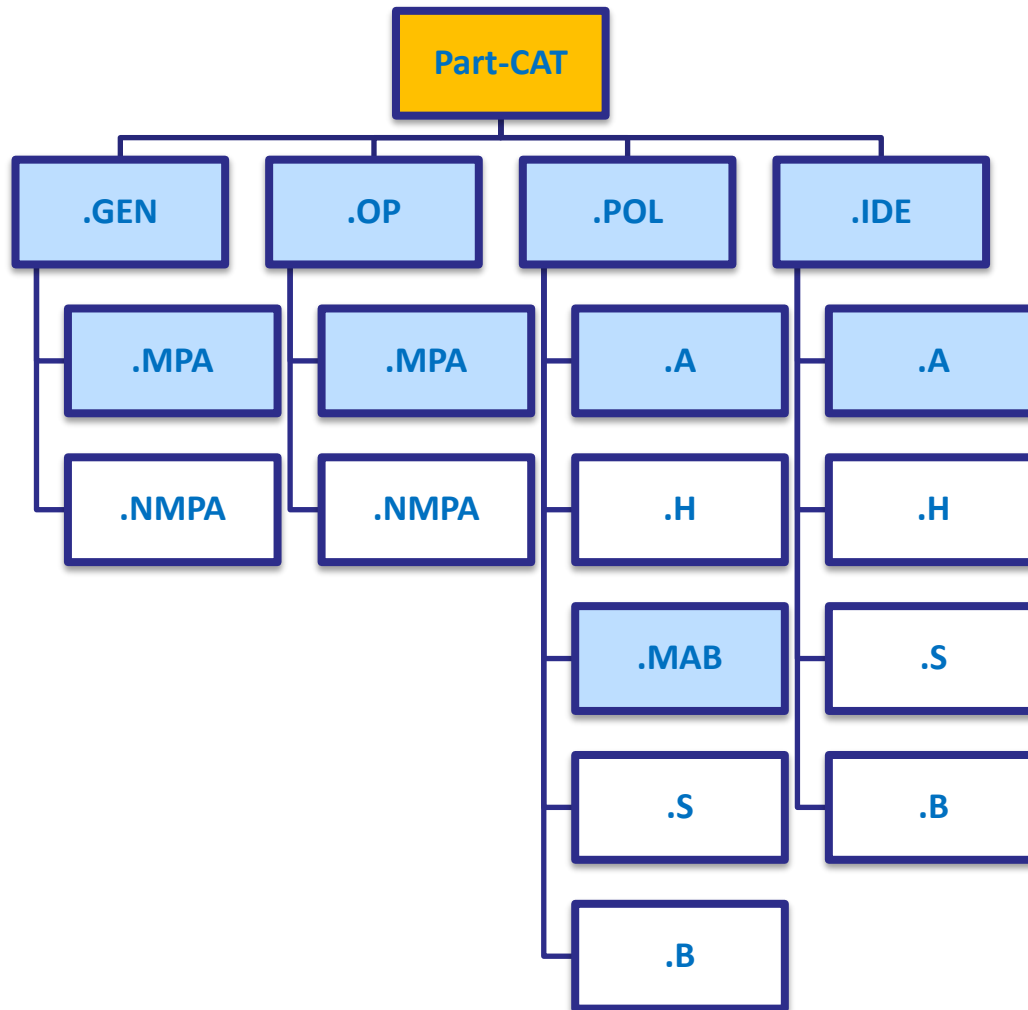 Part-CAT
.GEN
.OP
.POL
.IDE
.MPA
.MPA
.A
.A
.NMPA
.NMPA
.H
.H
.MAB
.S
.S
.B
.B